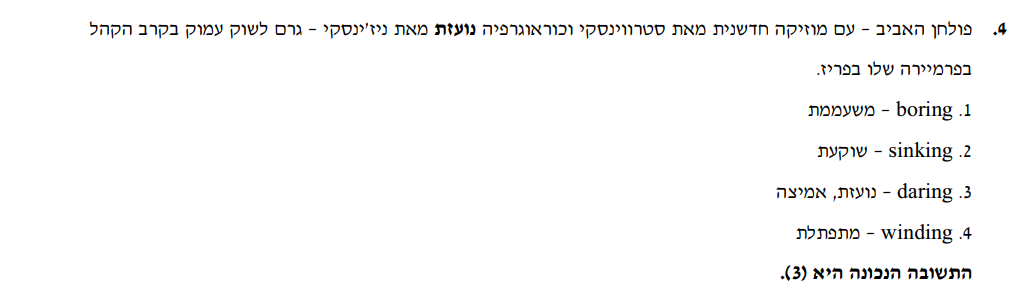 4. פולחן האביב – עם מוזיקה חדשנית מאת סטרווינסקי וכוראוגרפיה נועזת מאת ניז'ינסקי – גרם לשוק עמוק בקרב הקהל
בפרמיירה שלו בפריז.
1. boring – משעממת
2. sinking – שוקעת
3. daring – נועזת, אמיצה
4. winding – מתפתלת
התשובה הנכונה היא (3).